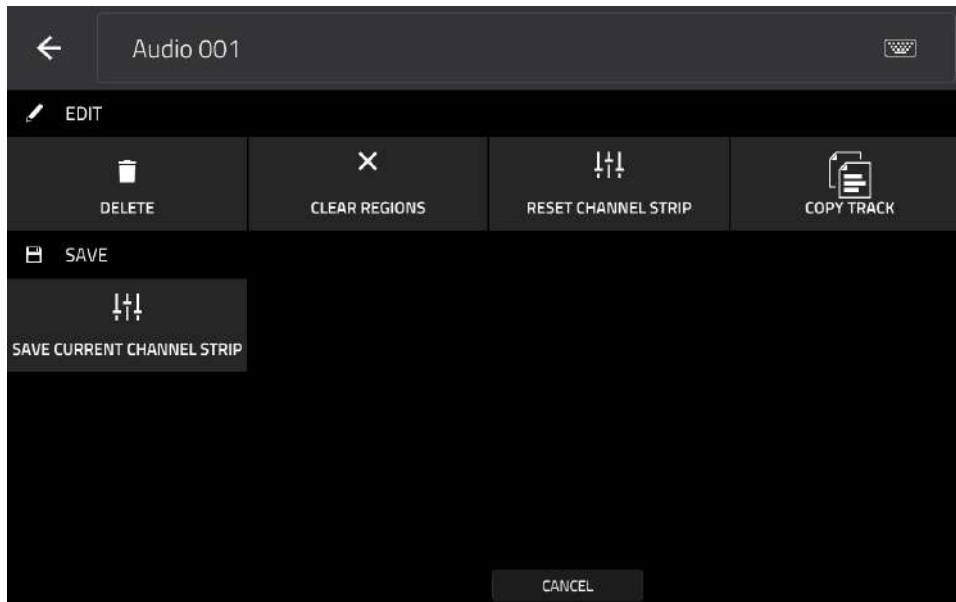 Audio 001
EDIT
DELETE
CLEAR REGIONS
RESET CHANNEL STRIP
COPY TRACK
SAVE
SAVE CURRENT CHANNEL STRIP
CANCEL